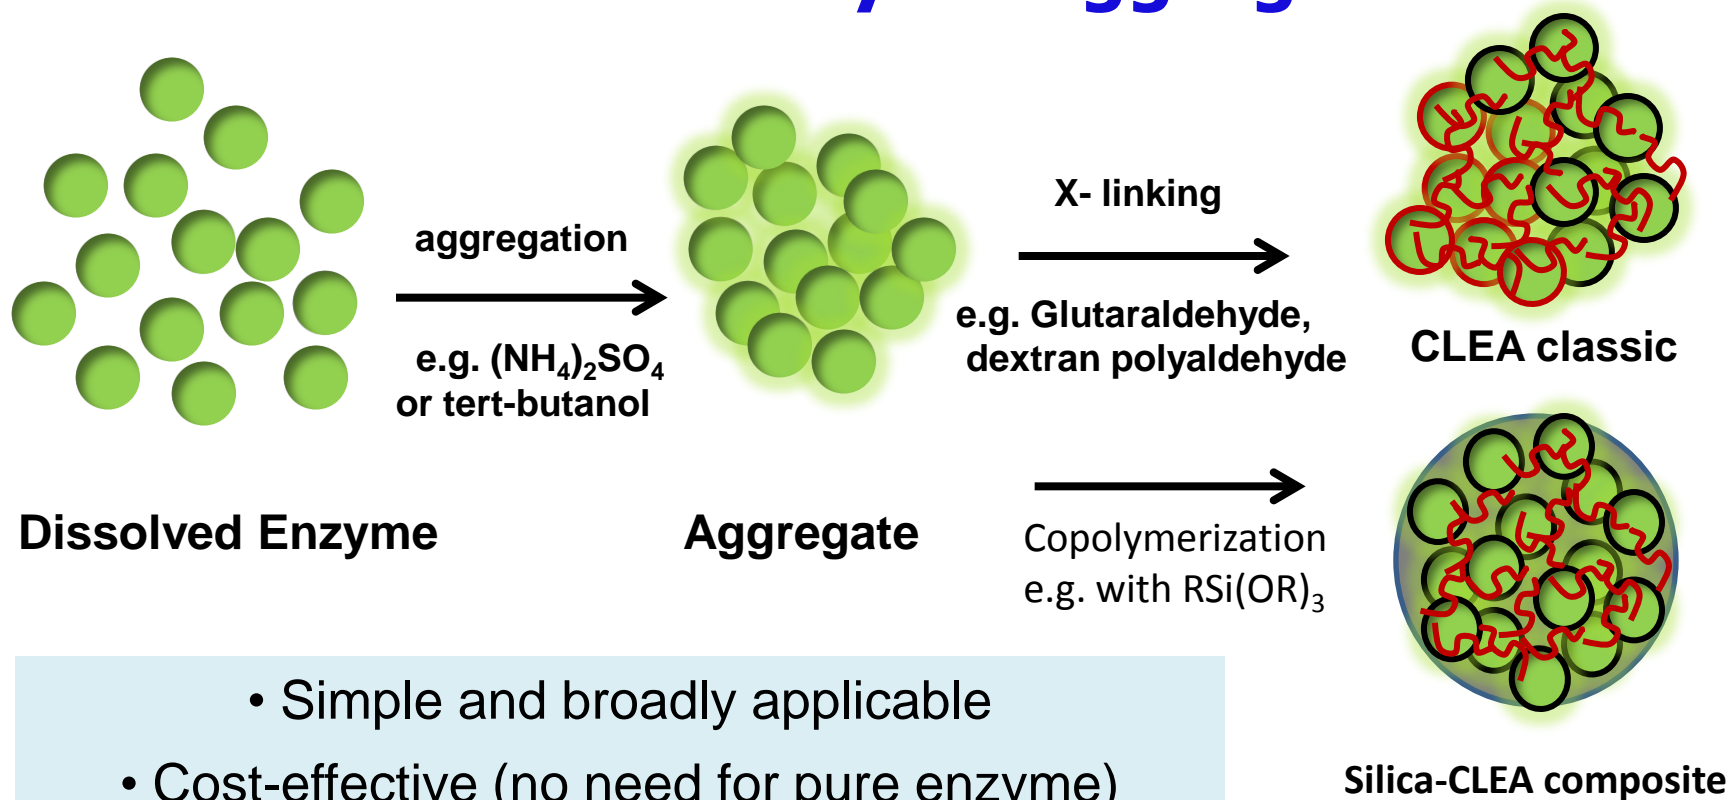 aggregation
e.g. (NH₄)₂SO₄
or tert-butanol
X- linking
e.g. Glutaraldehyde,
dextran polyaldehyde
CLEA classic
Dissolved Enzyme
Aggregate
Copolymerization
e.g. with RSi(OR)₃
Silica-CLEA composite
• Simple and broadly applicable
• Cost-effective (no need for pure enzyme)